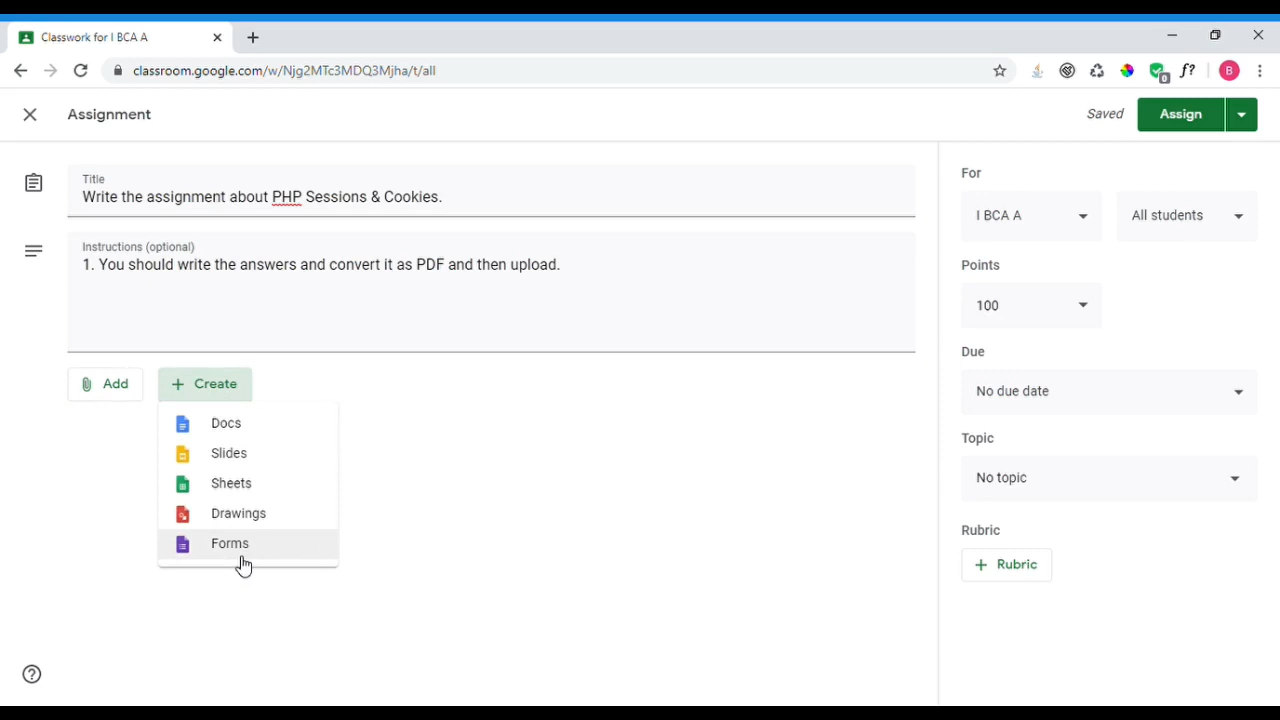 Classwork for I BCA A
classroom.google.com/w/Njg2MTc3MDQ3Mjha/t/all
0
f?
B
Assignment
Saved
Assign
Title
Write the assignment about PHP Sessions & Cookies.
Instructions (optional)
1. You should write the answers and convert it as PDF and then upload.
Add
Create
Docs
Slides
Sheets
Drawings
Forms
For
I BCA A
All students
Points
100
Due
No due date
Topic
No topic
Rubric
Rubric